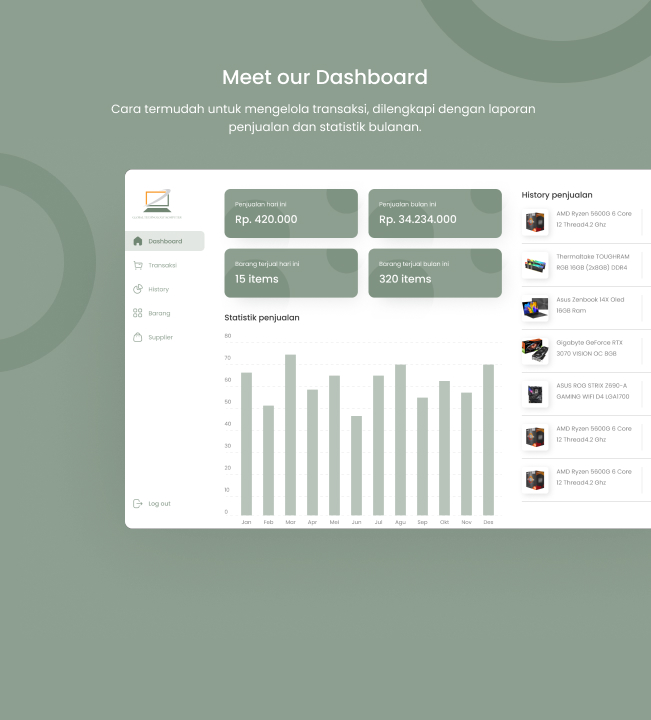 Meet our Dashboard
Cara termudah untuk mengelola transaksi, dilengkapi dengan laporan
penjualan dan statistik bulanan.
Dashboard
Transaksi
History
Barang
Supplier
Log out
Penjualan hari ini
Rp. 420.000
Penjualan bulan ini
Rp. 34.234.000
Barang terjual hari ini
15 items
Barang terjual bulan ini
320 items
Statistik penjualan
80
70
60
50
40
30
20
10
0
Jan Feb Mar Apr Mei Jun Jul Agu Sep Okt Nov Des
History penjualan
AMD Ryzen 5600G 6 Core
12 Thread4.2 Ghz
Thermaltake TOUGHRAM
RGB 16GB (2x8GB) DDR4
Asus Zenbook 14X Oled
16GB Ram
Gigabyte GeForce RTX
3070 VISION OC 8GB
ASUS ROG STRIX Z690-A
GAMING WIFI D4 LGA1700
AMD Ryzen 5600G 6 Core
12 Thread4.2 Ghz
AMD Ryzen 5600G 6 Core
12 Thread4.2 Ghz